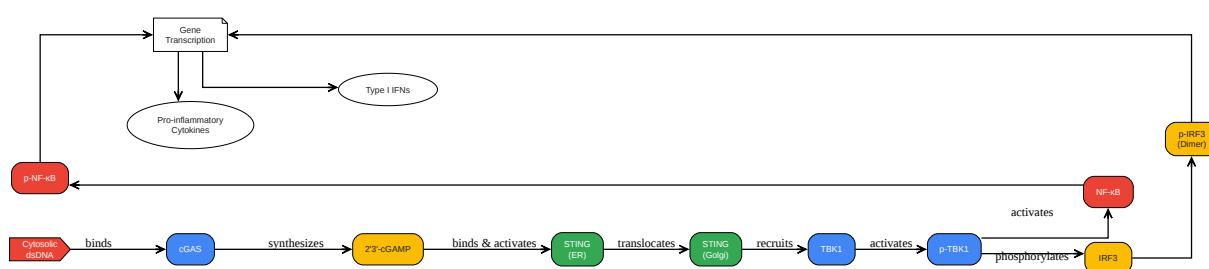 Gene
Transcription
Type I IFNs
Pro-inflammatory
Cytokines
p-IRF3
(Dimer)
p-NF-κB
NF-κB
activates
Cytosolic
dsDNA
binds
cGAS
synthesizes
2'3'-cGAMP
binds & activates
STING
(ER)
translocates
STING
(Golgi)
recruits
TBK1
activates
p-TBK1
phosphorylates
IRF3